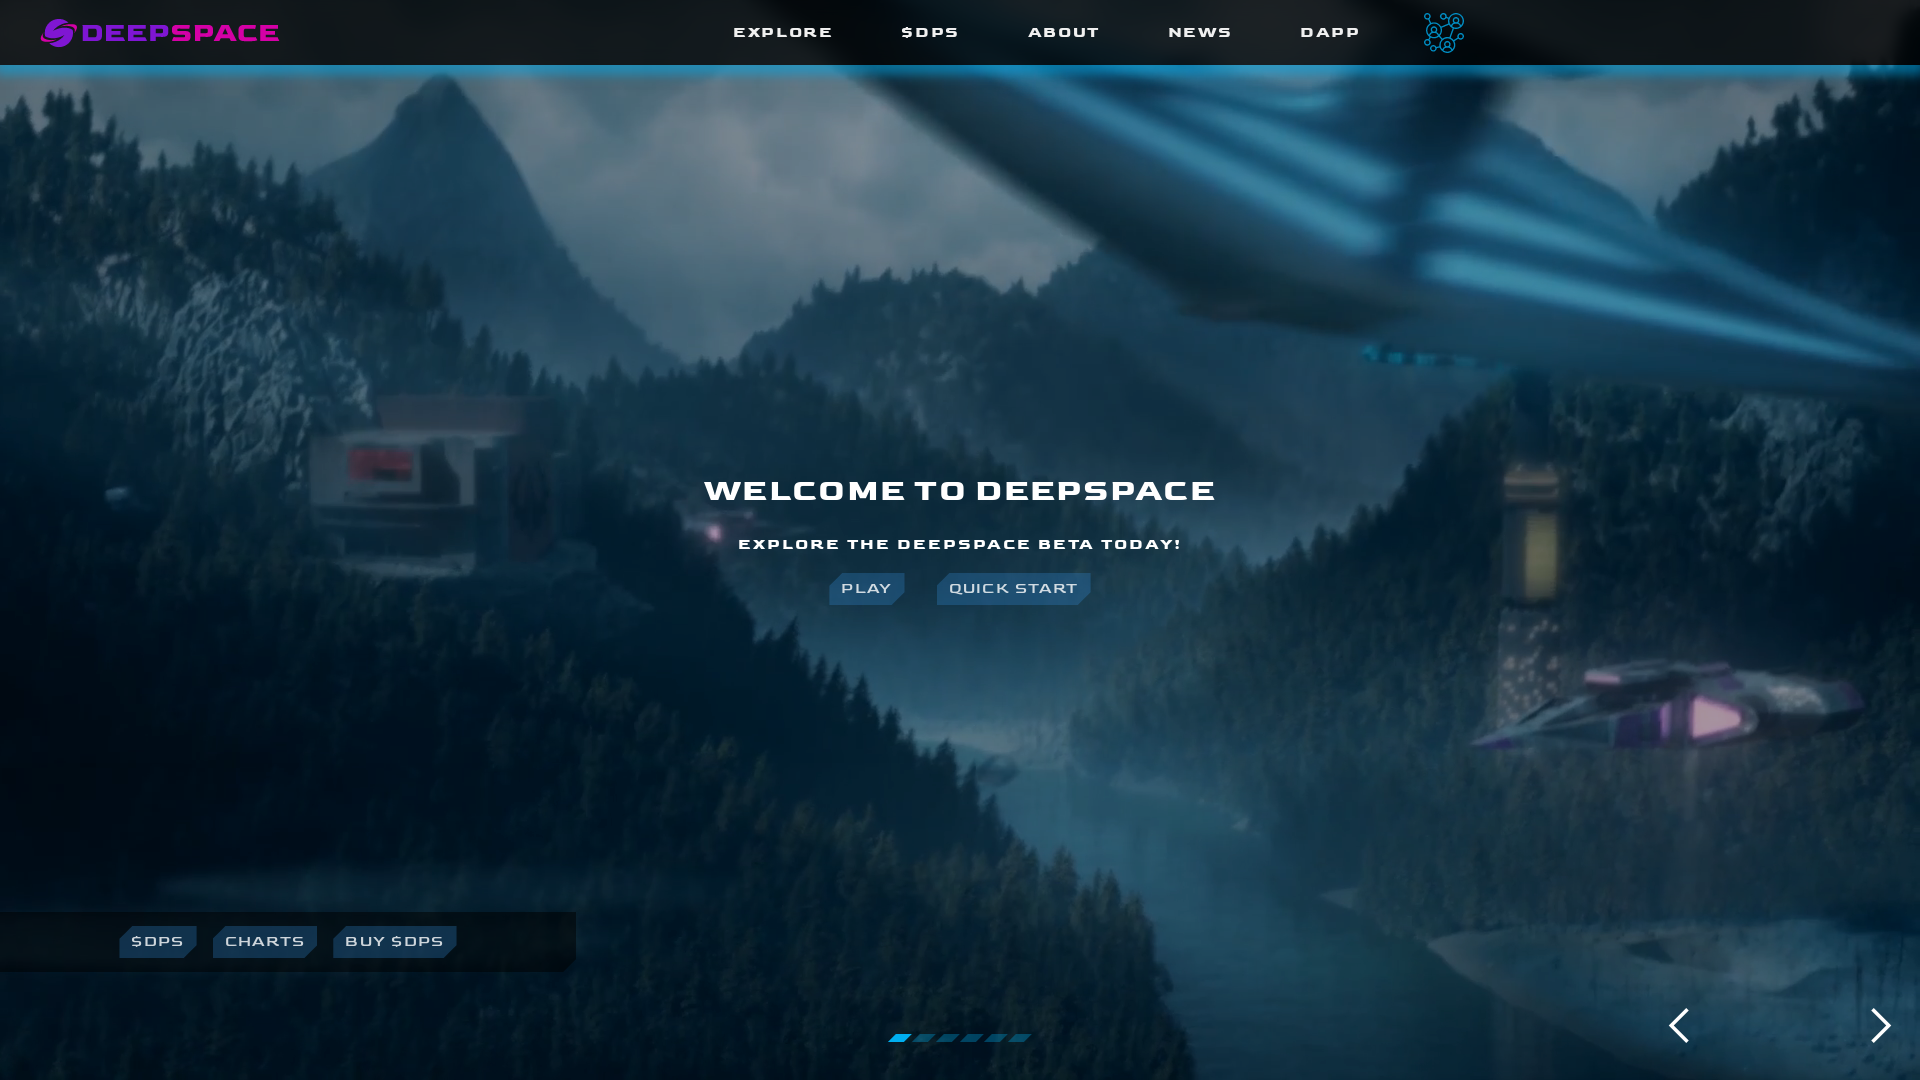 DEEPSPACE
EXPLORE
$DPS
ABOUT
NEWS
DAPP
WELCOME TO DEEPSPACE
EXPLORE THE DEEPSPACE BETA TODAY!
PLAY
QUICK START
$DPS
CHARTS
BUY $DPS